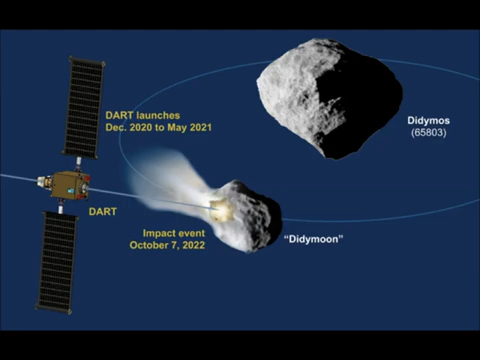 Didymos
(65803)
DART launches
Dec. 2020 to May 2021
DART
Impact event
October 7, 2022
“Didymoon”